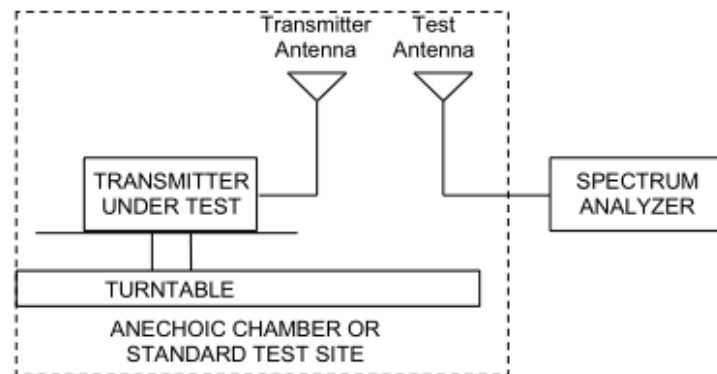 Transmitter
Antenna
Test
Antenna
TRANSMITTER
UNDER TEST
SPECTRUM
ANALYZER
TURNTABLE
ANECHOIC CHAMBER OR
STANDARD TEST SITE